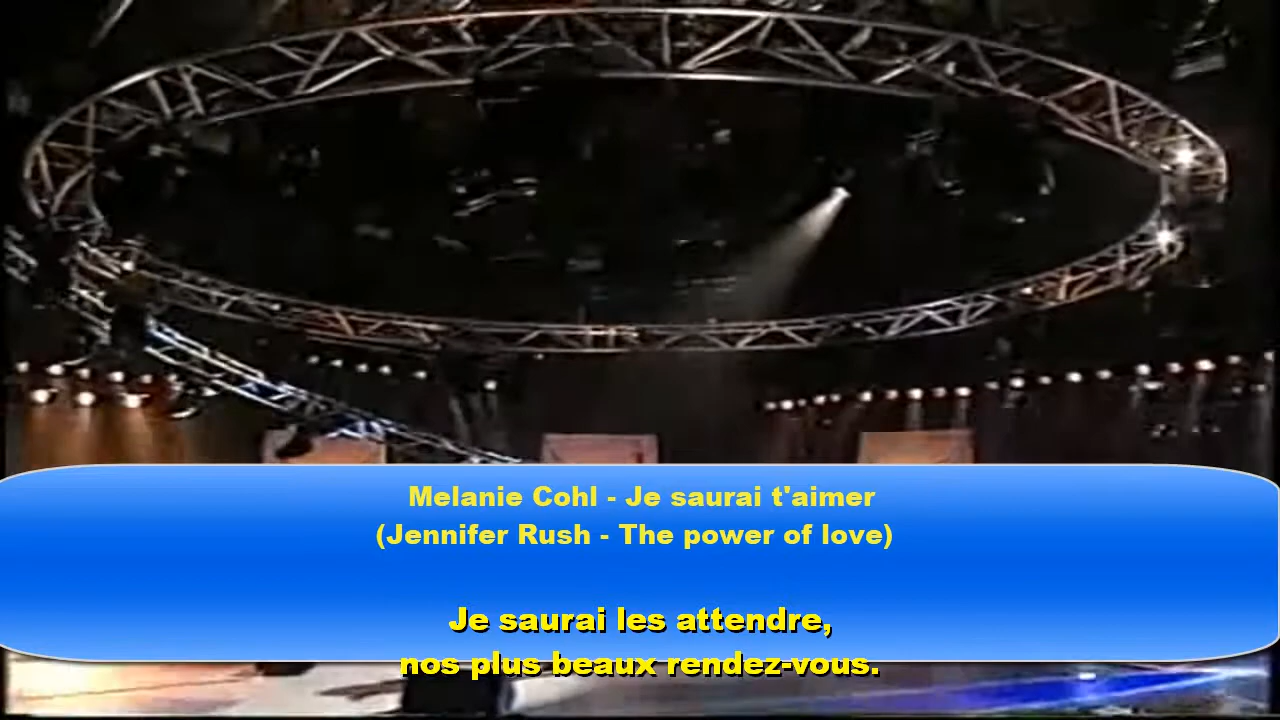 Melanie Cohl - Je saurai t'aimer
(Jennifer Rush - The power of love)
Je saurai les attendre,
nos plus beaux rendez-vous.